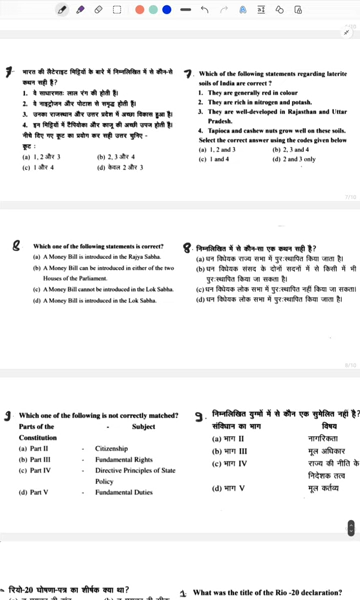 7. भारत की लैटेराइट मिट्टियों के बारे में निम्नलिखित में से कौन-से
कथन सही है?
1. वे साधारणतः लाल रंग की होती हैं।
2. वे नाइट्रोजन और पोटाश से समृद्ध होती हैं।
3. उनका राजस्थान और उत्तर प्रदेश में अच्छा विकास हुआ है।
4. इन मिट्टियों में टैपियोका और काजू की अच्छी उपज होती है।
नीचे दिए गए कूट का प्रयोग कर सही उत्तर चुनिए -
कूट :
(a) 1, 2 और 3 (b) 2, 3 और 4
(c) 1 और 4 (d) केवल 2 और 3
7. Which of the following statements regarding laterite
soils of India are correct ?
1. They are generally red in colour
2. They are rich in nitrogen and potash.
3. They are well-developed in Rajasthan and Uttar
Pradesh.
4. Tapioca and cashew nuts grow well on these soils.
Select the correct answer using the codes given below
(a) 1, 2 and 3 (b) 2, 3 and 4
(c) 1 and 4 (d) 2 and 3 only
8 Which one of the following statements is correct?
(a) A Money Bill is introduced in the Rajya Sabha.
(b) A Money Bill can be introduced in either of the two
Houses of the Parliament.
(c) A Money Bill cannot be introduced in the Lok Sabha.
(d) A Money Bill is introduced in the Lok Sabha.
8. निम्नलिखित में से कौन-सा एक कथन सही है?
(a) धन विधेयक राज्य सभा में पुरःस्थापित किया जाता है।
(b) धन विधेयक संसद के दोनों सदनों में से किसी में भी
पुरःस्थापित किया जा सकता है।
(c) धन विधेयक लोक सभा में पुरःस्थापित नहीं किया जा सकता।
(d) धन विधेयक लोक सभा में पुरःस्थापित किया जाता है।
9 Which one of the following is not correctly matched?
Parts of the - Subject
Constitution
(a) Part II - Citizenship
(b) Part III - Fundamental Rights
(c) Part IV - Directive Principles of State
Policy
(d) Part V - Fundamental Duties
9. निम्नलिखित युग्मों में से कौन एक सुमेलित नहीं है?
संविधान का भाग विषय
(a) भाग II नागरिकता
(b) भाग III मूल अधिकार
(c) भाग IV राज्य की नीति के
निदेशक तत्व
(d) भाग V मूल कर्तव्य
रियो-20 घोषणा-पत्र का शीर्षक क्या था?
1 What was the title of the Rio -20 declaration?